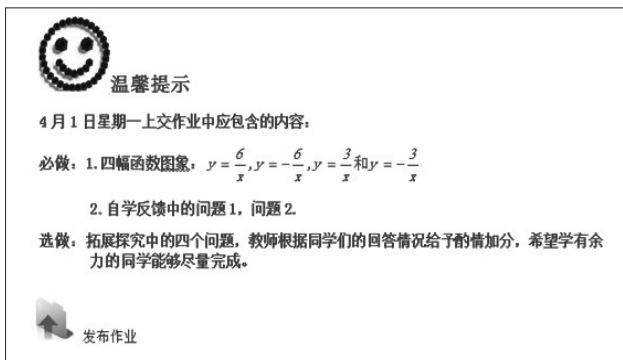 温馨提示
4月1日星期一上交作业中应包含的内容：
必做：1.四幅函数图象：y=6/x,y=-6/x,y=3/x和y=-3/x
2.自学反馈中的问题1，问题2.
选做：拓展探究中的四个问题，教师根据同学们的回答情况给予酌情加分，希望学有余
力的同学能够尽量完成。
发布作业